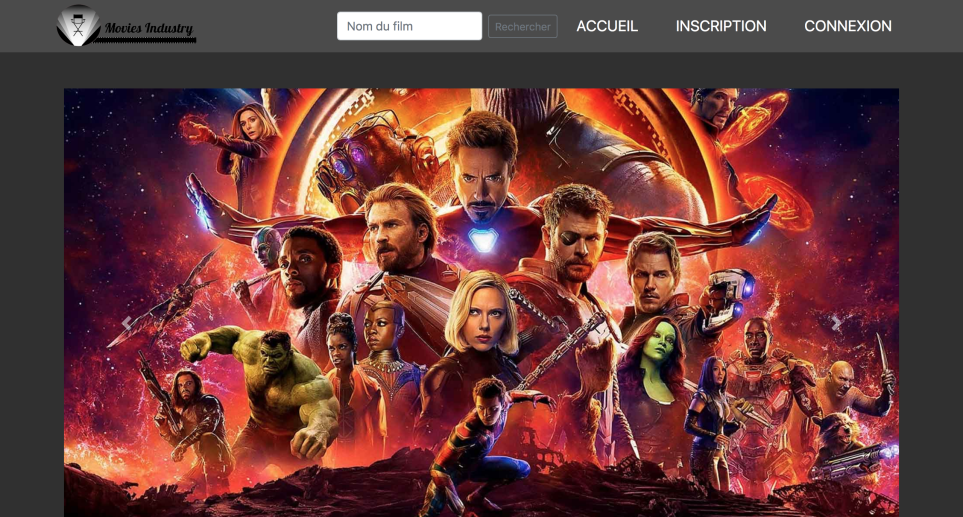 Movies Industry
Nom du film
Rechercher
ACCUEIL
INSCRIPTION
CONNEXION